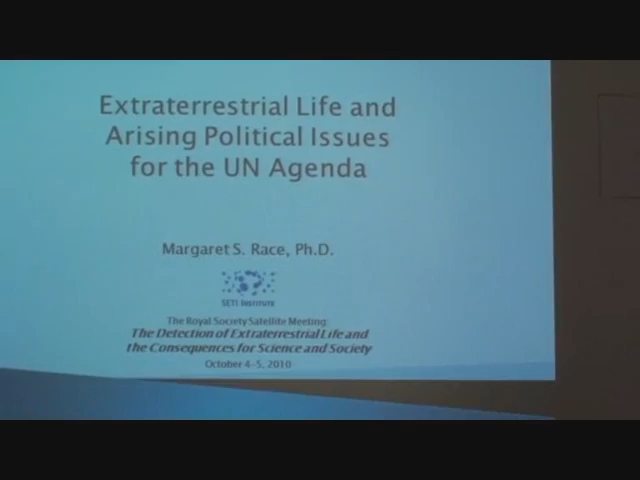 Extraterrestrial Life and
Arising Political Issues
for the UN Agenda
Margaret S. Race, Ph.D.
SETI INSTITUTE
The Royal Society Satellite Meeting:
The Detection of Extraterrestrial Life and
the Consequences for Science and Society
October 4-5, 2010